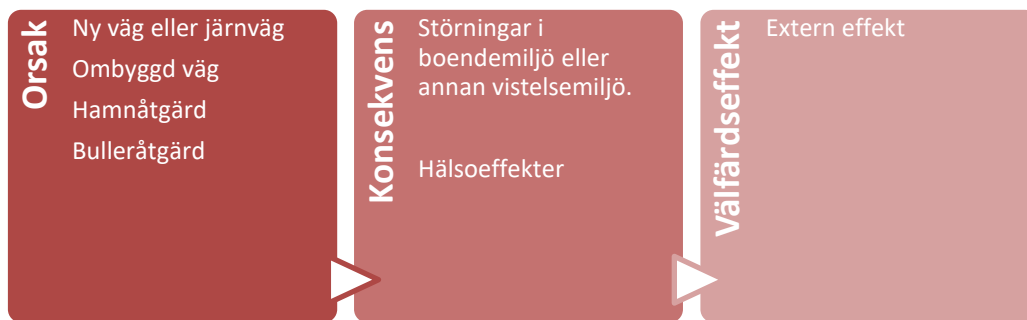 Orsak
Ny väg eller järnväg
Ombyggd väg
Hamnåtgärd
Bulleråtgärd
Konsekvens
Störningar i
boendemiljö eller
annan vistelsemiljö.
Hälsoeffekter
Välfärdseffekt
Extern effekt